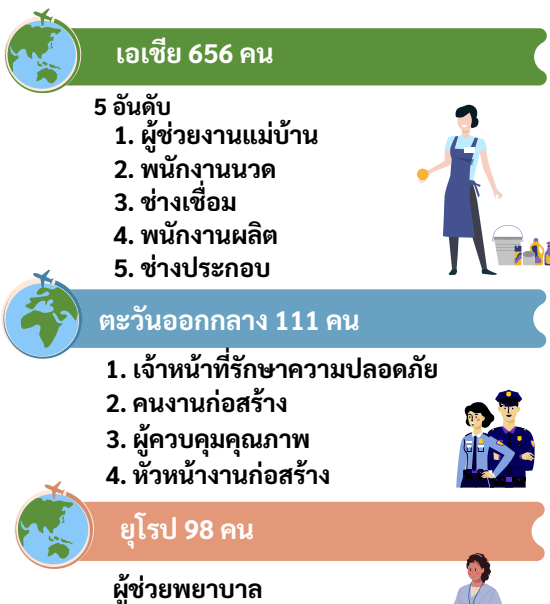 เอเชีย 656 คน
5 อันดับ
1. ผู้ช่วยงานแม่บ้าน
2. พนักงานนวด
3. ช่างเชื่อม
4. พนักงานผลิต
5. ช่างประกอบ
ตะวันออกกลาง 111 คน
1. เจ้าหน้าที่รักษาความปลอดภัย
2. คนงานก่อสร้าง
3. ผู้ควบคุมคุณภาพ
4. หัวหน้างานก่อสร้าง
ยุโรป 98 คน
ผู้ช่วยพยาบาล